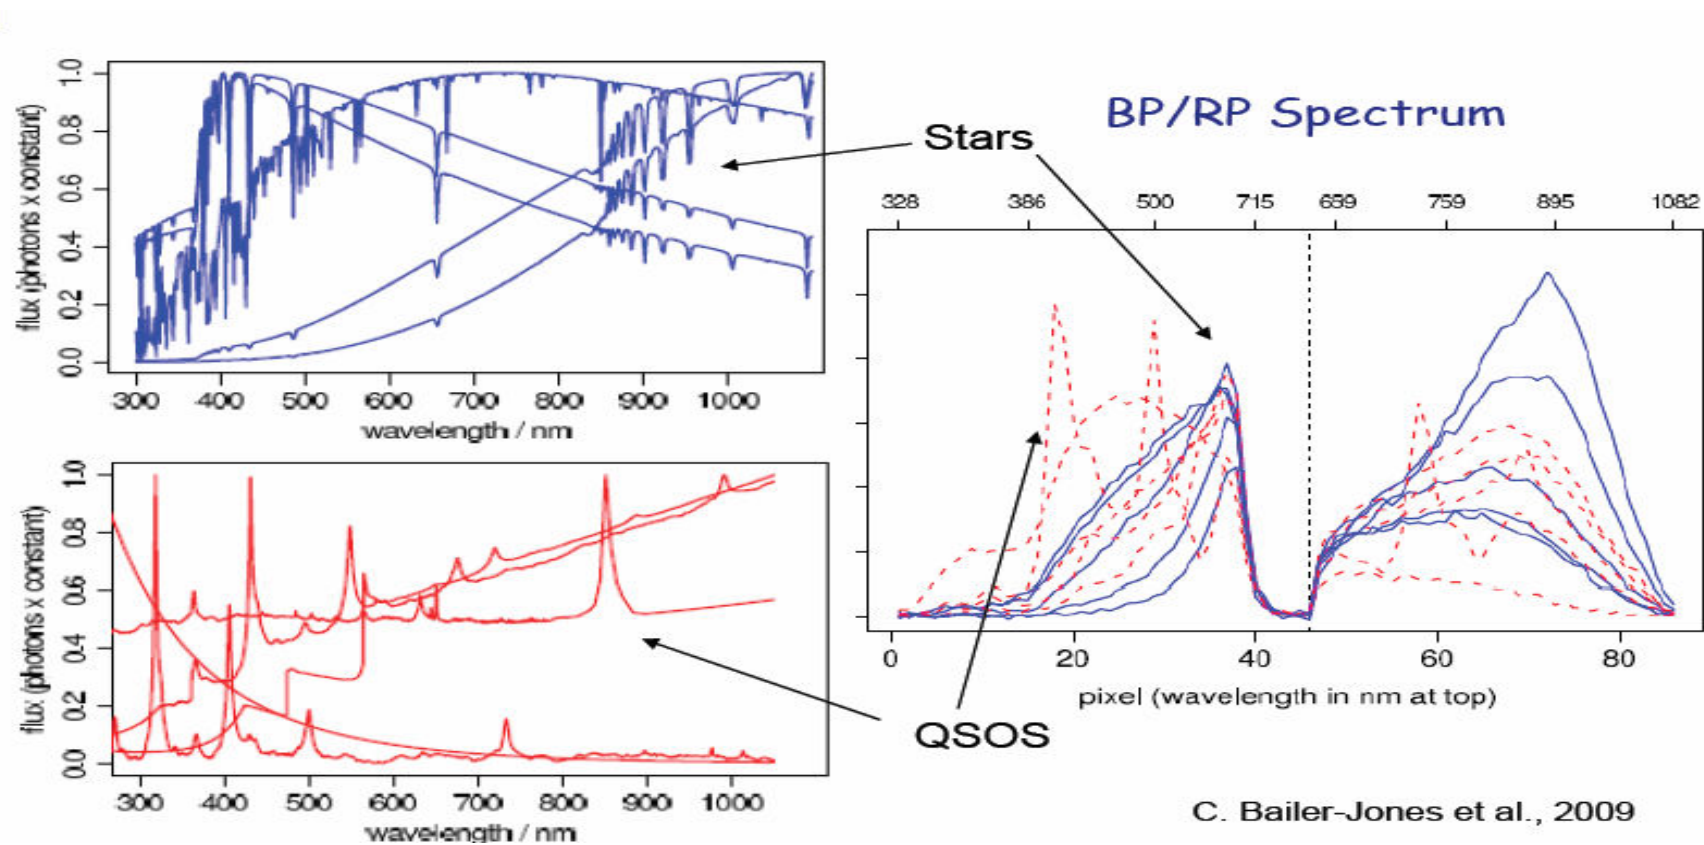 1.0
0.8
0.6
0.4
0.2
0.0
flux (photons x constant)
300 400 500 600 700 800 900 1000
wavelength / nm
1.0
0.8
0.6
0.4
0.2
0.0
flux (photons x constant)
300 400 500 600 700 800 900 1000
wavelength / nm
Stars
QSOS
BP/RP Spectrum
328 386 500 715 659 759 895 1082
0 20 40 60 80
pixel (wavelength in nm at top)
C. Bailer-Jones et al., 2009